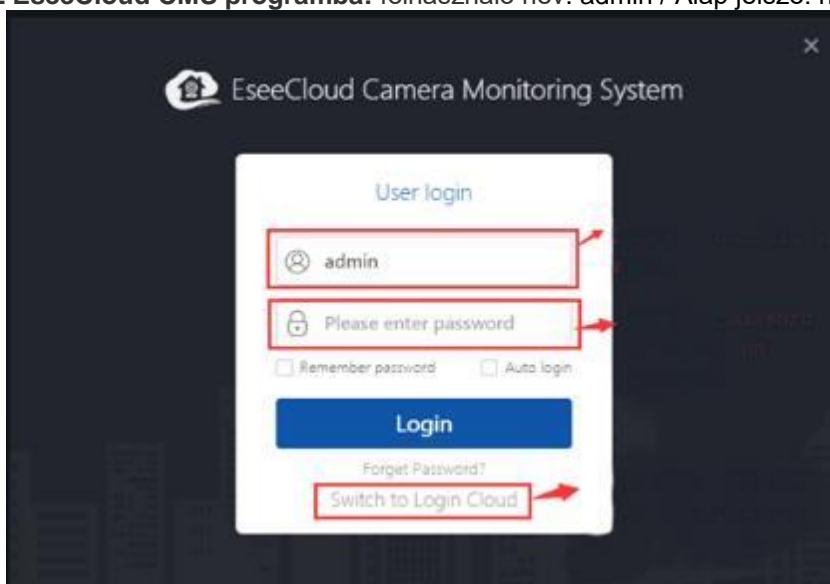 EseeCloud CMS programba: felhasználó név: admin / Alap jelszó:
EseeCloud Camera Monitoring System
User login
admin
Please enter password
Remember password Auto login
Login
Forget Password?
Switch to Login Cloud